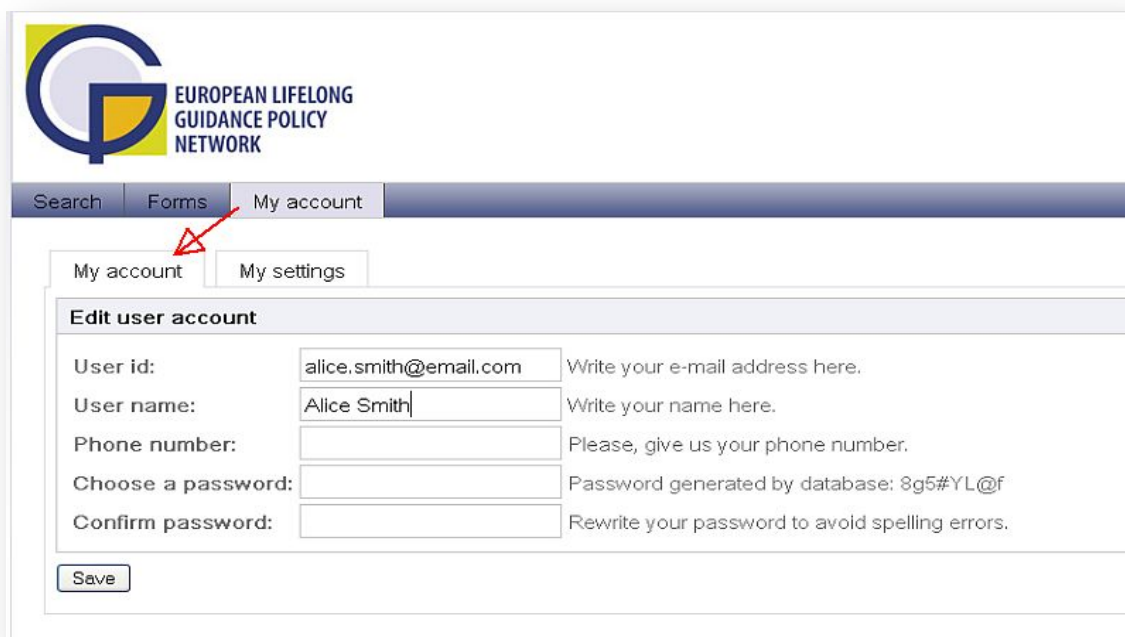 EUROPEAN LIFELONG
GUIDANCE POLICY
NETWORK
Search Forms My account
My account My settings
Edit user account
User id: alice.smith@email.com Write your e-mail address here.
User name: Alice Smith Write your name here.
Phone number: Please, give us your phone number.
Choose a password: Password generated by database: 8g5#YL@f
Confirm password: Rewrite your password to avoid spelling errors.
Save